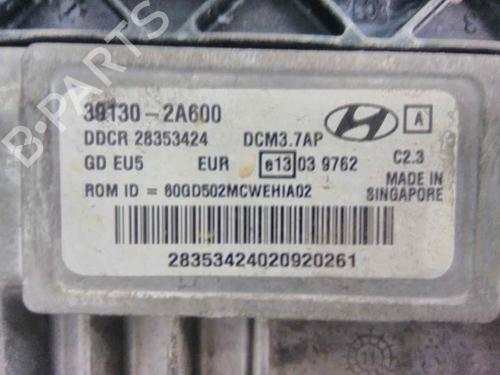 B-PARTS
39130-2A600
A
DDCR 28353424 DCM3.7AP
GD EU5 EUR e13 03 9762 C2.3
ROM ID = 60GD502MCWEHIA02
MADE IN
SINGAPORE
28353424020920261